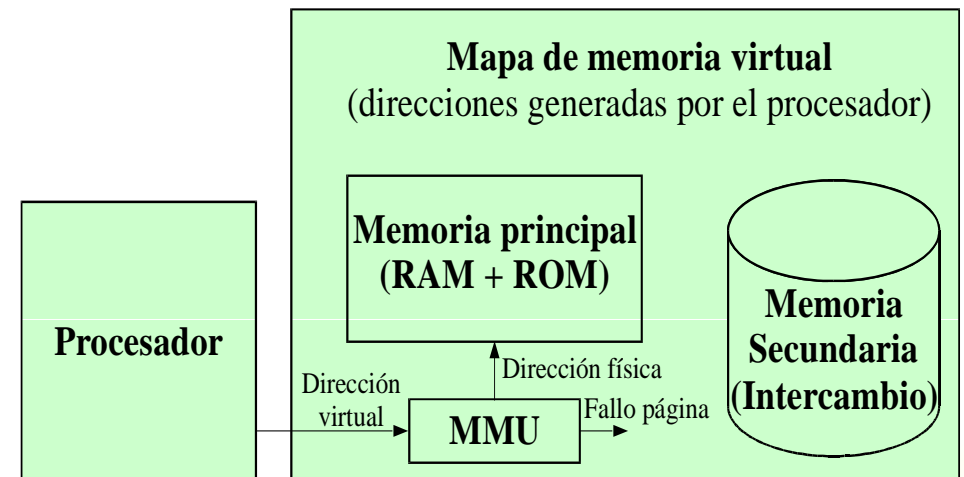 Mapa de memoria virtual
(direcciones generadas por el procesador)
Memoria principal
(RAM + ROM)
Memoria
Secundaria
(Intercambio)
Procesador
Dirección física
Dirección
virtual
Fallo página
MMU